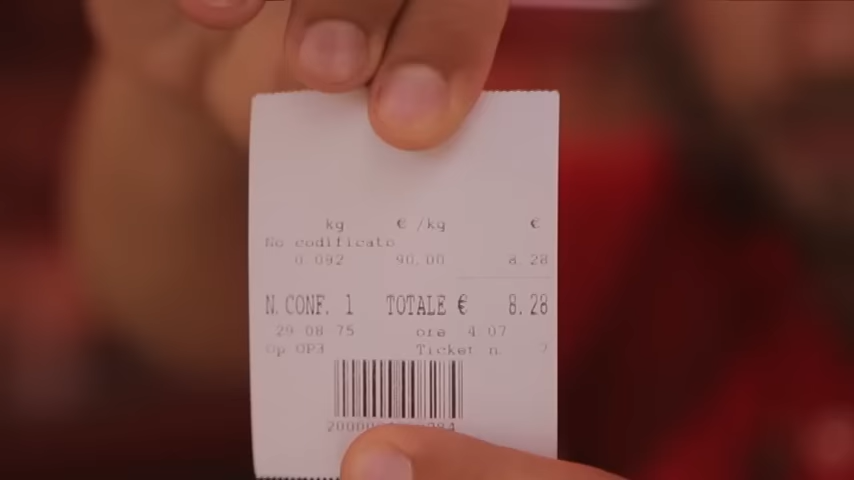 kg € /kg €
No codificato
0.092 90.00 8.28
N. CONF. 1 TOTALE € 8.28
29 08 75 ore 4 07
Op OP3 Ticket n.